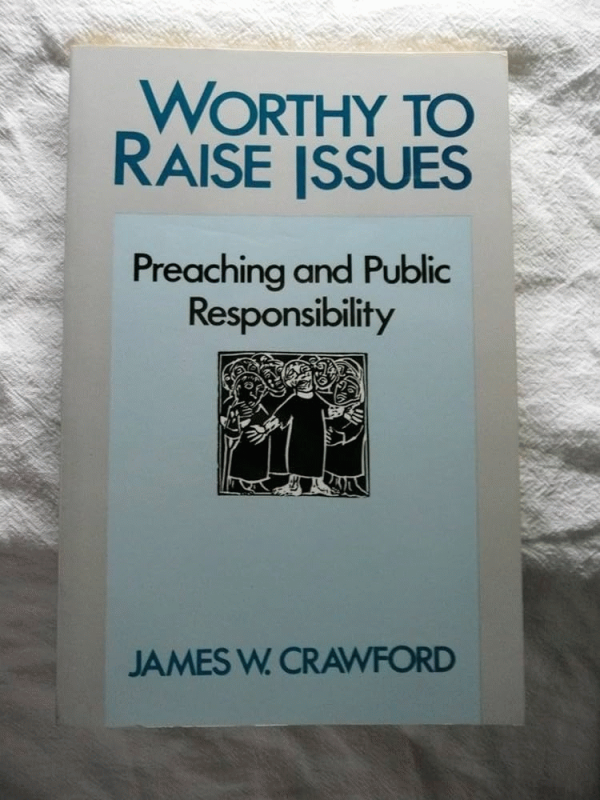 WORTHY TO
RAISE ISSUES
Preaching and Public
Responsibility
JAMES W. CRAWFORD